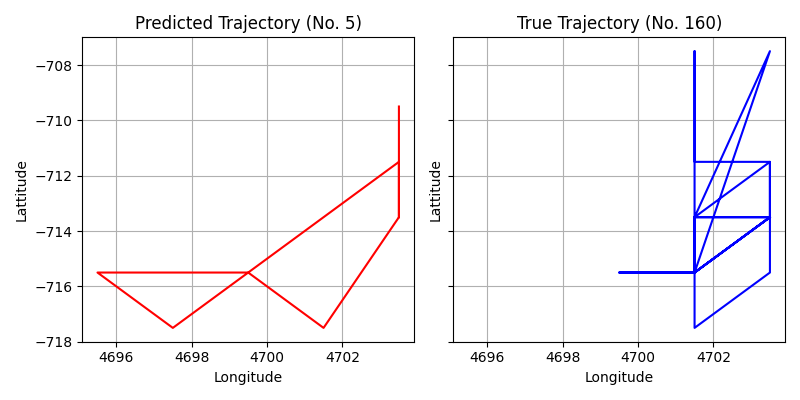 Predicted Trajectory (No. 5)
−708
−710
−712
−714
−716
−718
Lattitude
4696 4698 4700 4702
Longitude
True Trajectory (No. 160)
Lattitude
4696 4698 4700 4702
Longitude